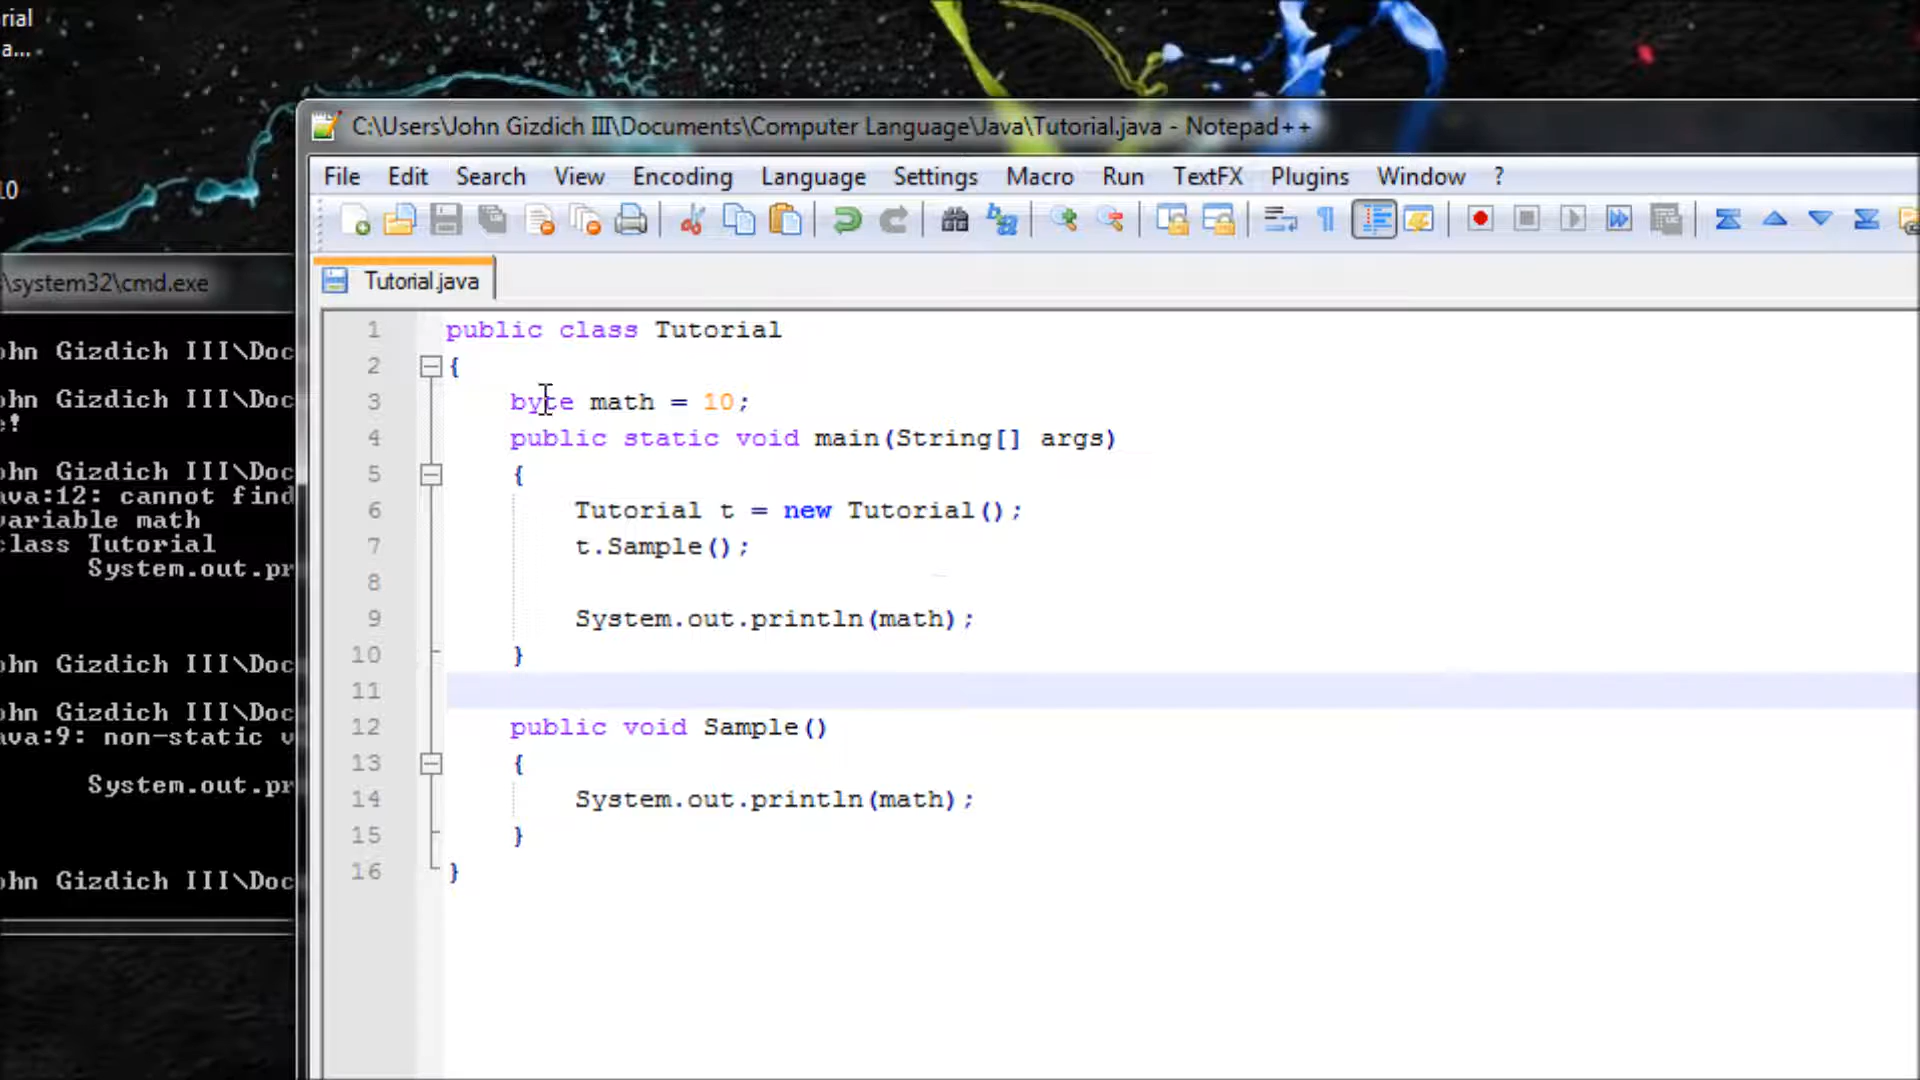 rial
a...
10
C:\Users\John Gizdich III\Documents\Computer Language\Java\Tutorial.java - Notepad++
File Edit Search View Encoding Language Settings Macro Run TextFX Plugins Window ?
\system32\cmd.exe
Tutorial.java
ohn Gizdich III\Doc
ohn Gizdich III\Doc
e!
ohn Gizdich III\Doc
ava:12: cannot find
variable math
class Tutorial
System.out.pr
ohn Gizdich III\Doc
ohn Gizdich III\Doc
ava:9: non-static v
System.out.pr
ohn Gizdich III\Doc
1 public class Tutorial
2 {
3 byte math = 10;
4 public static void main(String[] args)
5 {
6 Tutorial t = new Tutorial();
7 t.Sample();
8
9 System.out.println(math);
10 }
11
12 public void Sample()
13 {
14 System.out.println(math);
15 }
16 }